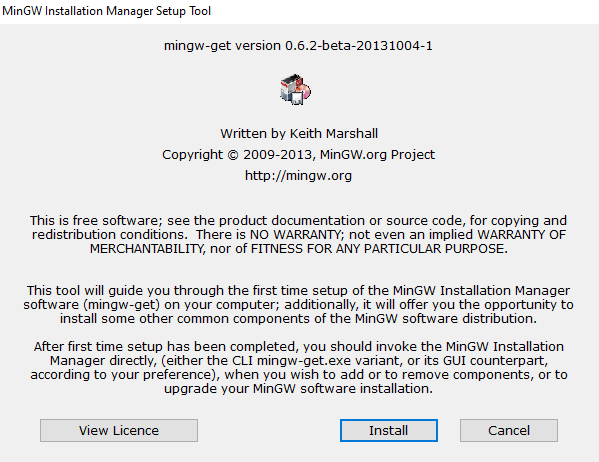 MinGW Installation Manager Setup Tool
mingw-get version 0.6.2-beta-20131004-1
Written by Keith Marshall
Copyright © 2009-2013, MinGW.org Project
http://mingw.org
This is free software; see the product documentation or source code, for copying and
redistribution conditions.  There is NO WARRANTY; not even an implied WARRANTY OF
MERCHANTABILITY, nor of FITNESS FOR ANY PARTICULAR PURPOSE.
This tool will guide you through the first time setup of the MinGW Installation Manager
software (mingw-get) on your computer; additionally, it will offer you the opportunity to
install some other common components of the MinGW software distribution.
After first time setup has been completed, you should invoke the MinGW Installation
Manager directly, (either the CLI mingw-get.exe variant, or its GUI counterpart,
according to your preference), when you wish to add or to remove components, or to
upgrade your MinGW software installation.
View Licence
Install
Cancel